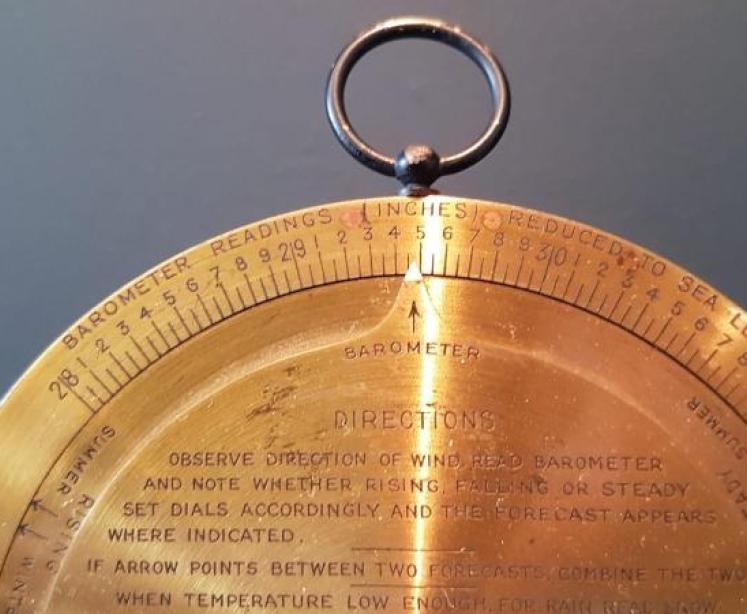 BAROMETER READINGS (INCHES) REDUCED TO SEA
28 1 2 3 4 5 6 7 8 9 29 1 2 3 4 5 6 7 8 9 30 1 2 3 4 5 6 7 8
BAROMETER
DIRECTIONS
OBSERVE DIRECTION OF WIND, READ BAROMETER
AND NOTE WHETHER RISING, FALLING OR STEADY
SET DIALS ACCORDINGLY, AND THE FORECAST APPEARS
WHERE INDICATED.
IF ARROW POINTS BETWEEN TWO FORECASTS, COMBINE THE TWO
WHEN TEMPERATURE LOW ENOUGH, FOR RAIN READ
SUMMER
RISING
SUMMER